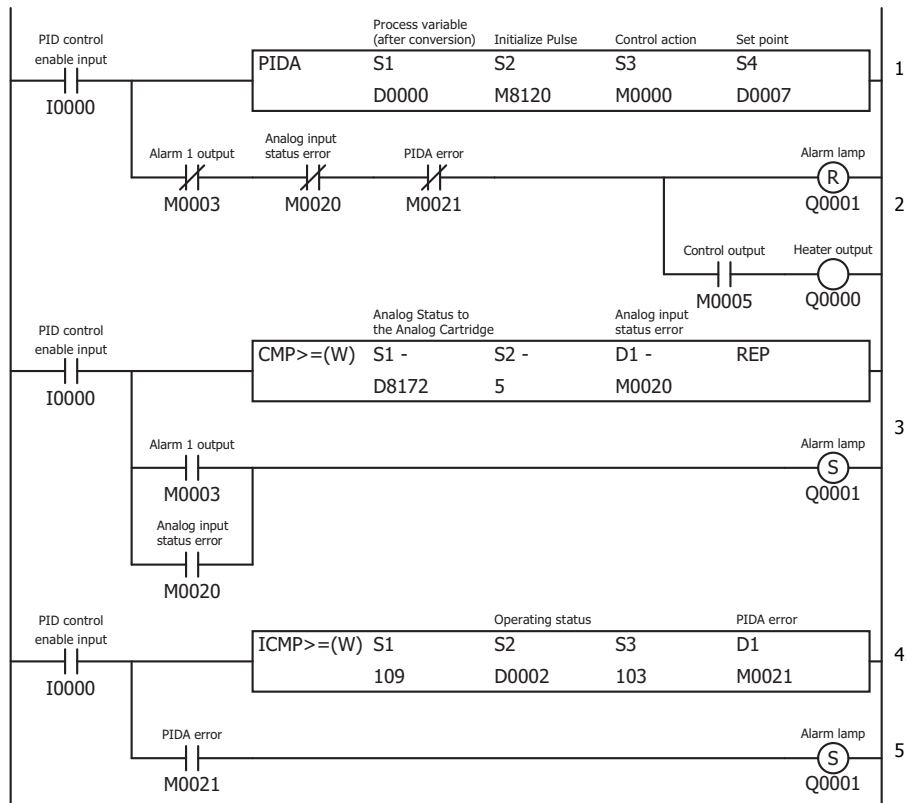 PID control
enable input
I0000
Process variable
(after conversion) Initialize Pulse Control action Set point
PIDA S1 S2 S3 S4
D0000 M8120 M0000 D0007
1
Alarm 1 output
M0003
Analog input
status error
M0020
PIDA error
M0021
Alarm lamp
R
Q0001
2
Control output
M0005
Heater output
Q0000
PID control
enable input
I0000
Analog Status to
the Analog Cartridge
Analog input
status error
CMP>=(W) S1 - S2 - D1 - REP
D8172 5 M0020
3
Alarm 1 output
M0003
Alarm lamp
S
Q0001
Analog input
status error
M0020
PID control
enable input
I0000
Operating status PIDA error
ICMP>=(W) S1 S2 S3 D1
109 D0002 103 M0021
4
PIDA error
M0021
Alarm lamp
S
Q0001
5